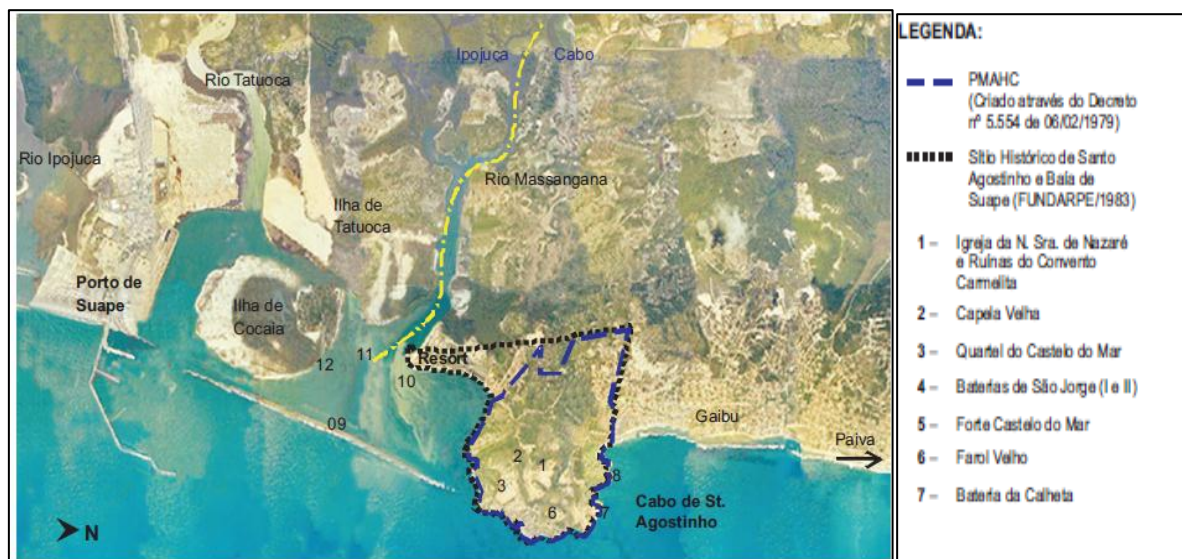 Ipojuca
Cabo
Rio Tatuoca
Rio Ipojuca
Rio Massangana
Ilha de
Tatuoca
Porto de
Suape
Ilha de
Cocaia
12
11
Resort
10
09
Gaibu
Paiva
2
1
3
8
6
7
Cabo de St.
Agostinho
N
LEGENDA:
PMAHC
(Criado através do Decreto
nº 5.554 de 06/02/1979)
Sítio Histórico de Santo
Agostinho e Baía de
Suape (FUNDARPE/1983)
1 – Igreja da N. Sra. de Nazaré
e Ruínas do Convento
Carmelita
2 – Capela Velha
3 – Quartel do Castelo do Mar
4 – Baterias de São Jorge (I e II)
5 – Forte Castelo do Mar
6 – Farol Velho
7 – Bateria da Calheta